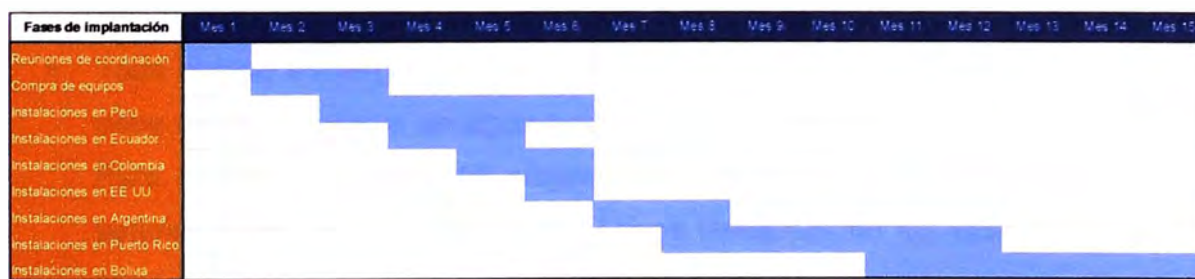 Fases de implantación Mes 1 Mes 2 Mes 3 Mes 4 Mes 5 Mes 6 Mes 7 Mes 8 Mes 9 Mes 10 Mes 11 Mes 12 Mes 13 Mes 14 Mes 15
Reuniones de coordinación
Compra de equipos
Instalaciones en Perú
Instalaciones en Ecuador
Instalaciones en Colombia
Instalaciones en EE UU
Instalaciones en Argentina
Instalaciones en Puerto Rico
Instalaciones en Bolivia